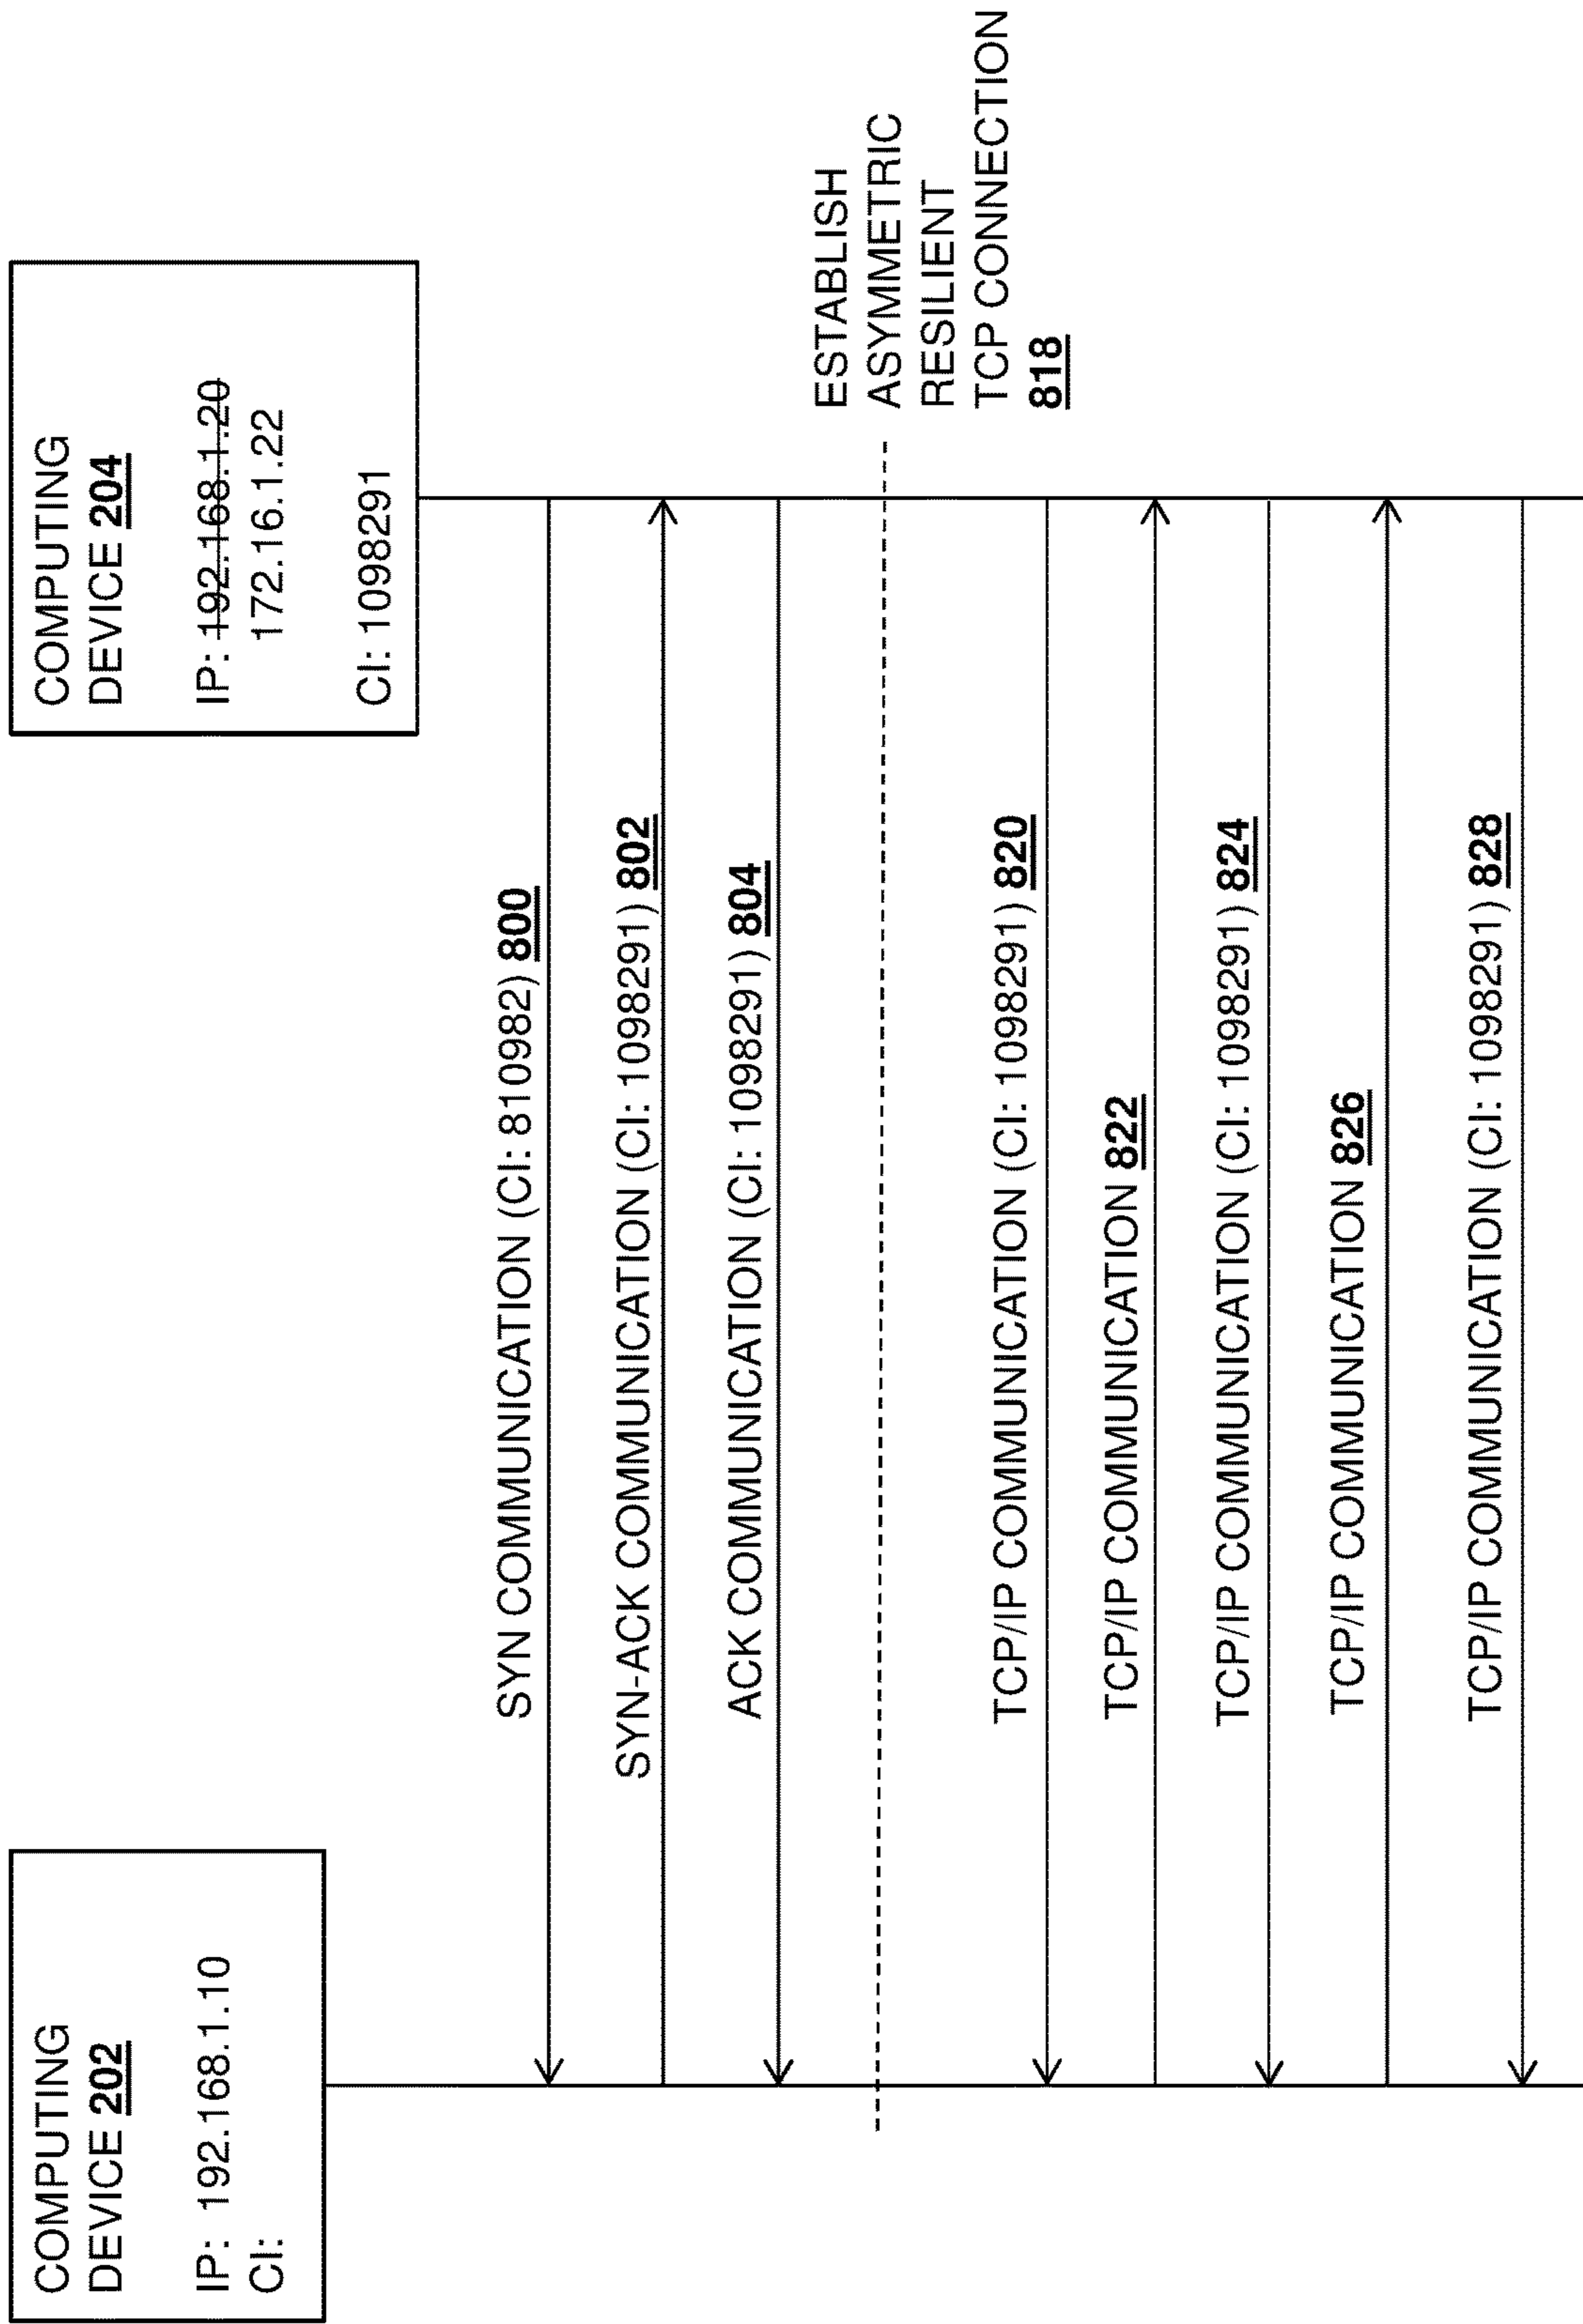 COMPUTING
DEVICE 202
IP: 192.168.1.10
CI:
COMPUTING
DEVICE 204
IP: 192.168.1.20
172.16.1.22
CI: 1098291
SYN COMMUNICATION (CI: 810982) 800
SYN-ACK COMMUNICATION (CI: 1098291) 802
ACK COMMUNICATION (CI: 1098291) 804
ESTABLISH
ASYMMETRIC
RESILIENT
TCP CONNECTION
818
TCP/IP COMMUNICATION (CI: 1098291) 820
TCP/IP COMMUNICATION 822
TCP/IP COMMUNICATION (CI: 1098291) 824
TCP/IP COMMUNICATION 826
TCP/IP COMMUNICATION (CI: 1098291) 828